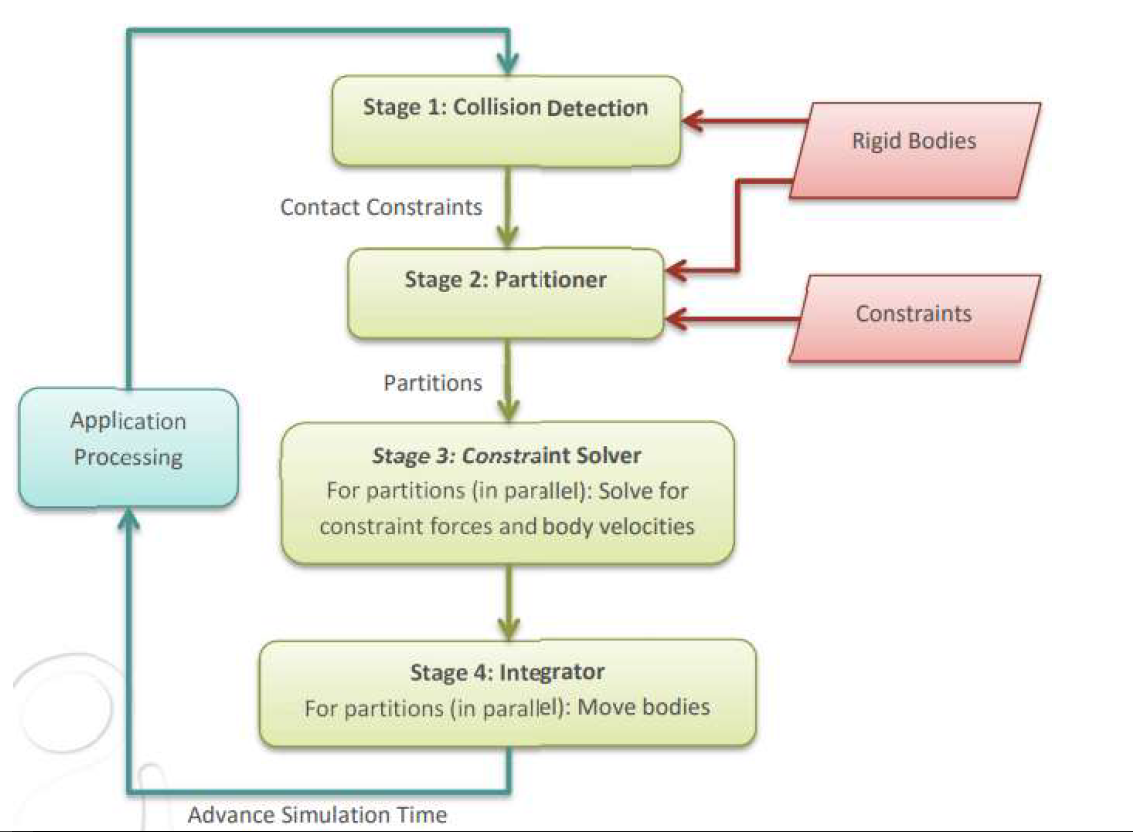 Stage 1: Collision Detection
Rigid Bodies
Contact Constraints
Stage 2: Partitioner
Constraints
Partitions
Application
Processing
Stage 3: Constraint Solver
For partitions (in parallel): Solve for
constraint forces and body velocities
Stage 4: Integrator
For partitions (in parallel): Move bodies
Advance Simulation Time